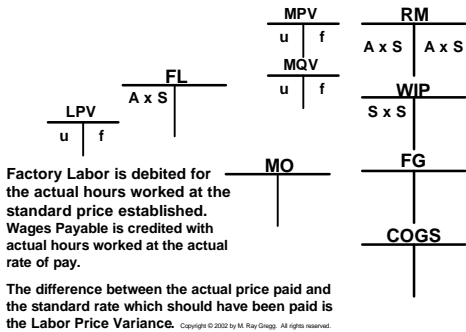 MPV
u f
MQV
u f
RM
A x S A x S
WIP
S x S
FL
A x S
LPV
u f
MO
FG
COGS
Factory Labor is debited for
the actual hours worked at the
standard price established.
Wages Payable is credited with
actual hours worked at the actual
rate of pay.
The difference between the actual price paid and
the standard rate which should have been paid is
the Labor Price Variance. Copyright © 2002 by M. Ray Gregg. All rights reserved.